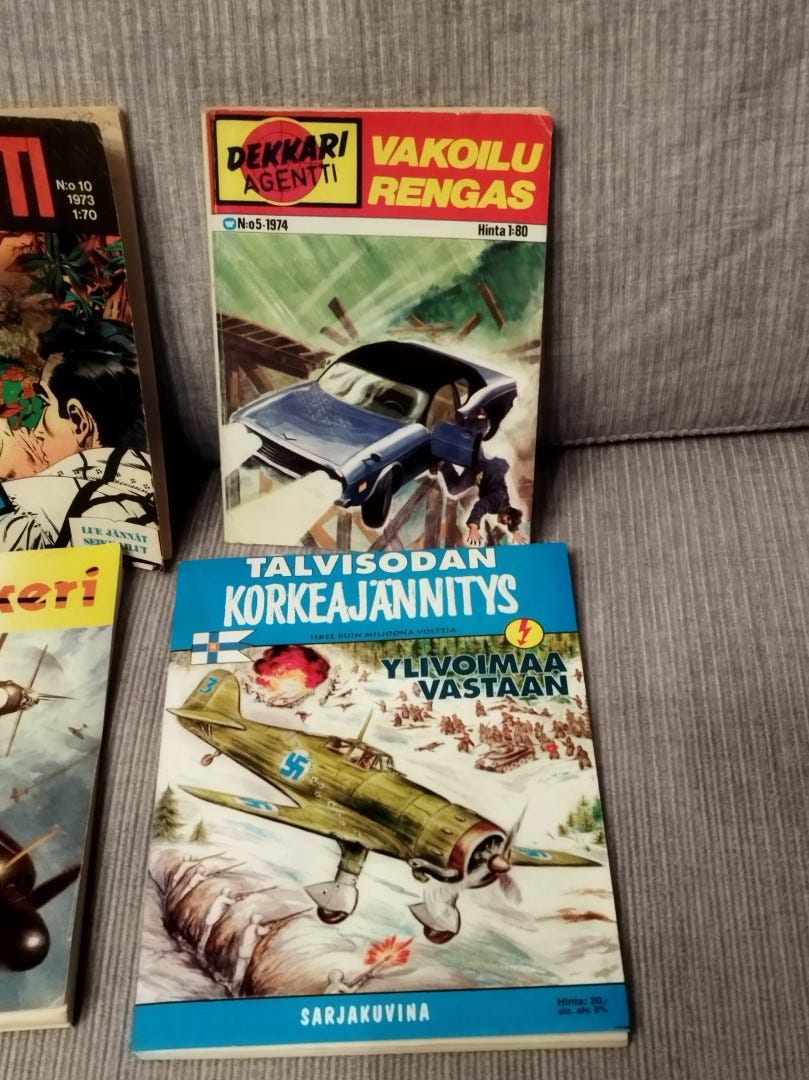 TI
N:o 10
1973
1:70
LUE JÄNNÄT
DEKKARI
AGENTTI
VAKOILU
RENGAS
N:o 5-1974
Hinta 1:80
keri
TALVISODAN
KORKEAJÄNNITYS
ISKEE KUIN MILJOONA VOLTTIA
YLIVOIMAA
VASTAAN
3
SARJAKUVINA
Hinta: 20,-
sis. alv. 8%